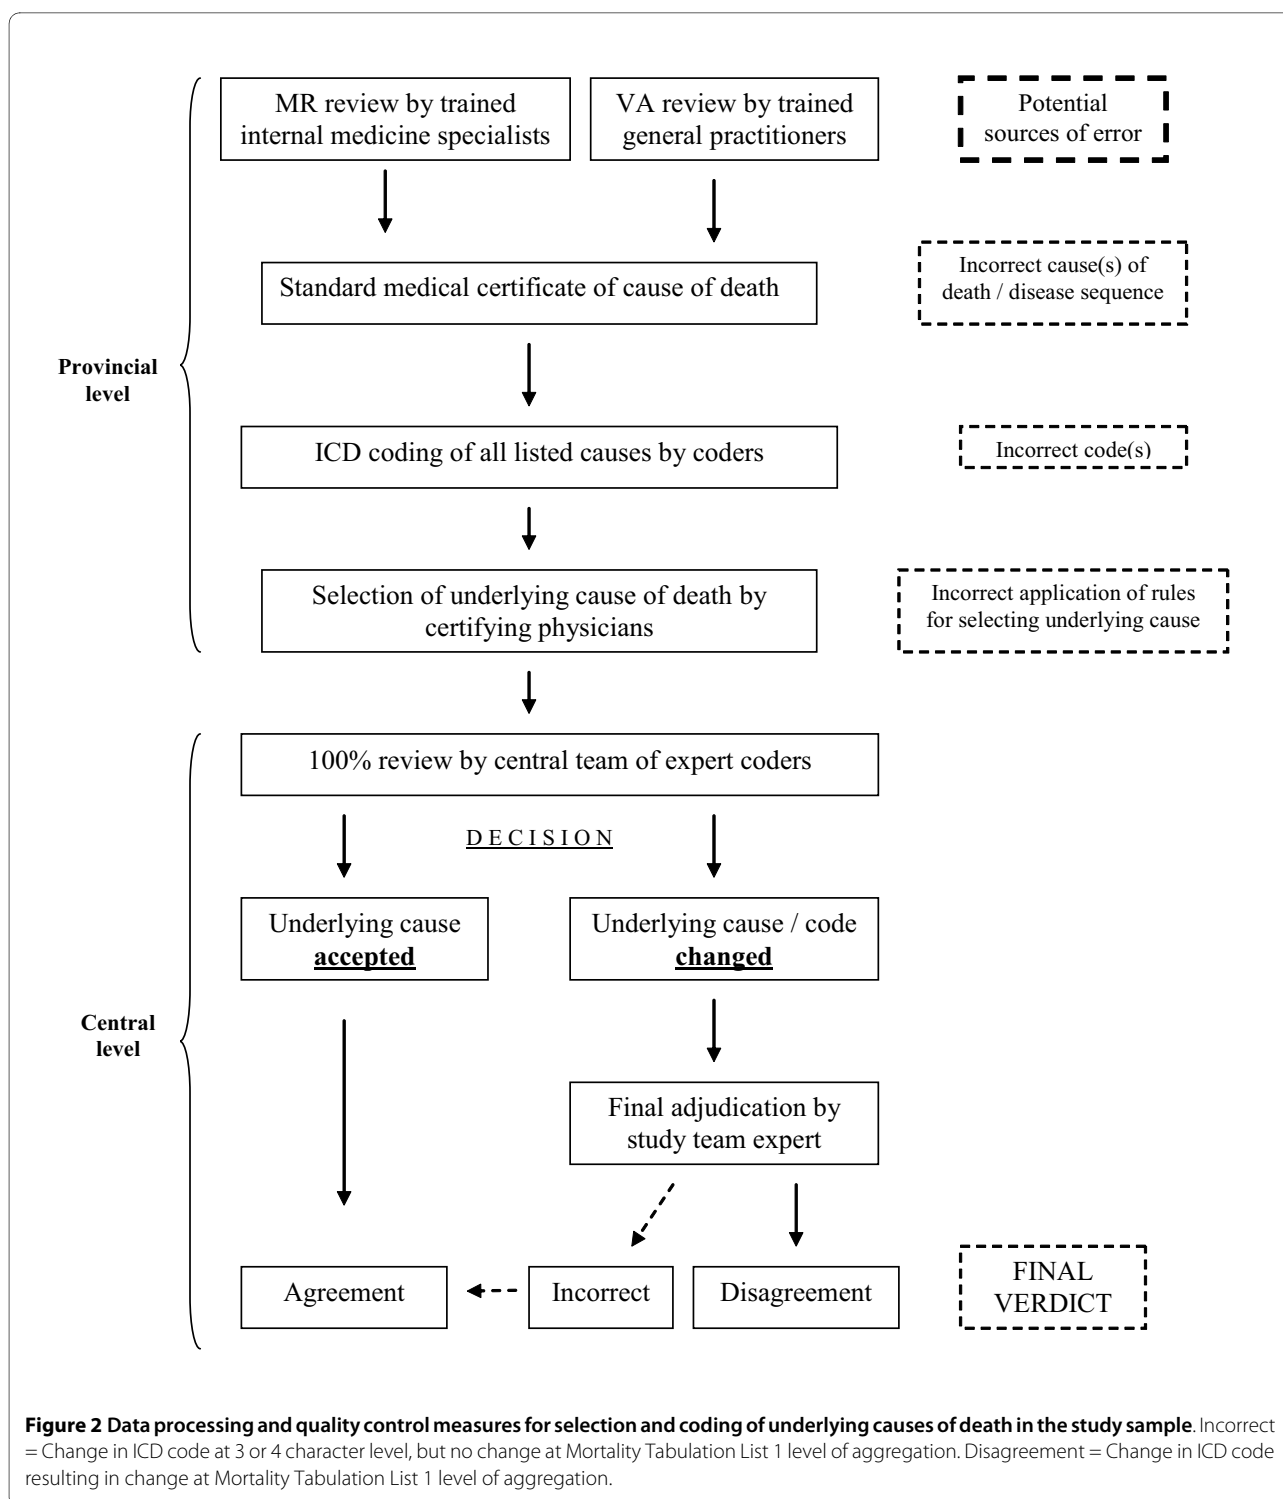 MR review by trained
internal medicine specialists
VA review by trained
general practitioners
Potential
sources of error
Standard medical certificate of cause of death
Incorrect cause(s) of
death / disease sequence
Provincial
level
ICD coding of all listed causes by coders
Incorrect code(s)
Selection of underlying cause of death by
certifying physicians
Incorrect application of rules
for selecting underlying cause
100% review by central team of expert coders
D E C I S I O N
Underlying cause
accepted
Underlying cause / code
changed
Central
level
Final adjudication by
study team expert
Agreement
Incorrect
Disagreement
FINAL
VERDICT
Figure 2 Data processing and quality control measures for selection and coding of underlying causes of death in the study sample. Incorrect
= Change in ICD code at 3 or 4 character level, but no change at Mortality Tabulation List 1 level of aggregation. Disagreement = Change in ICD code
resulting in change at Mortality Tabulation List 1 level of aggregation.